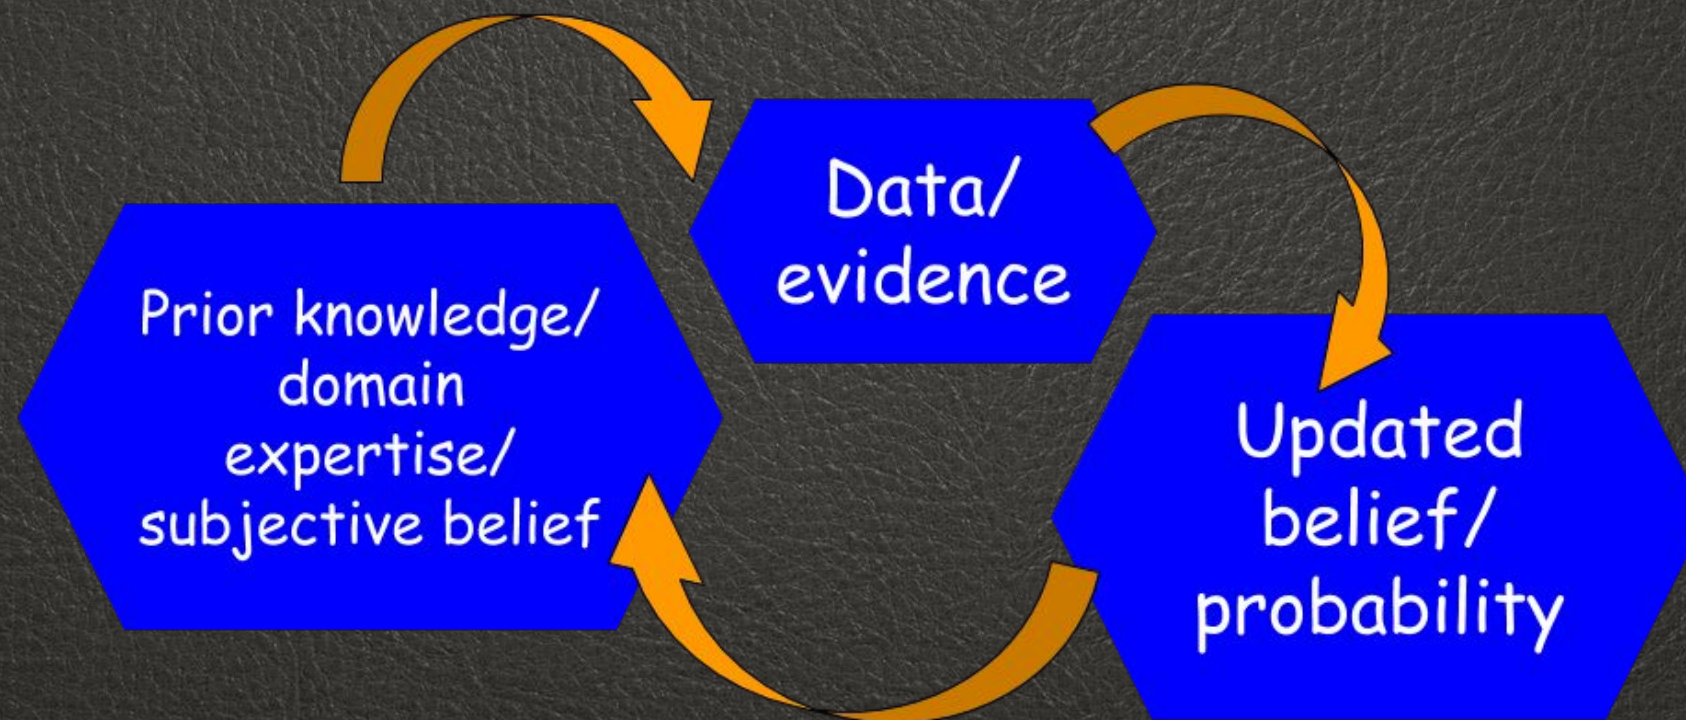 Prior knowledge/
domain
expertise/
subjective belief
Data/
evidence
Updated
belief/
probability